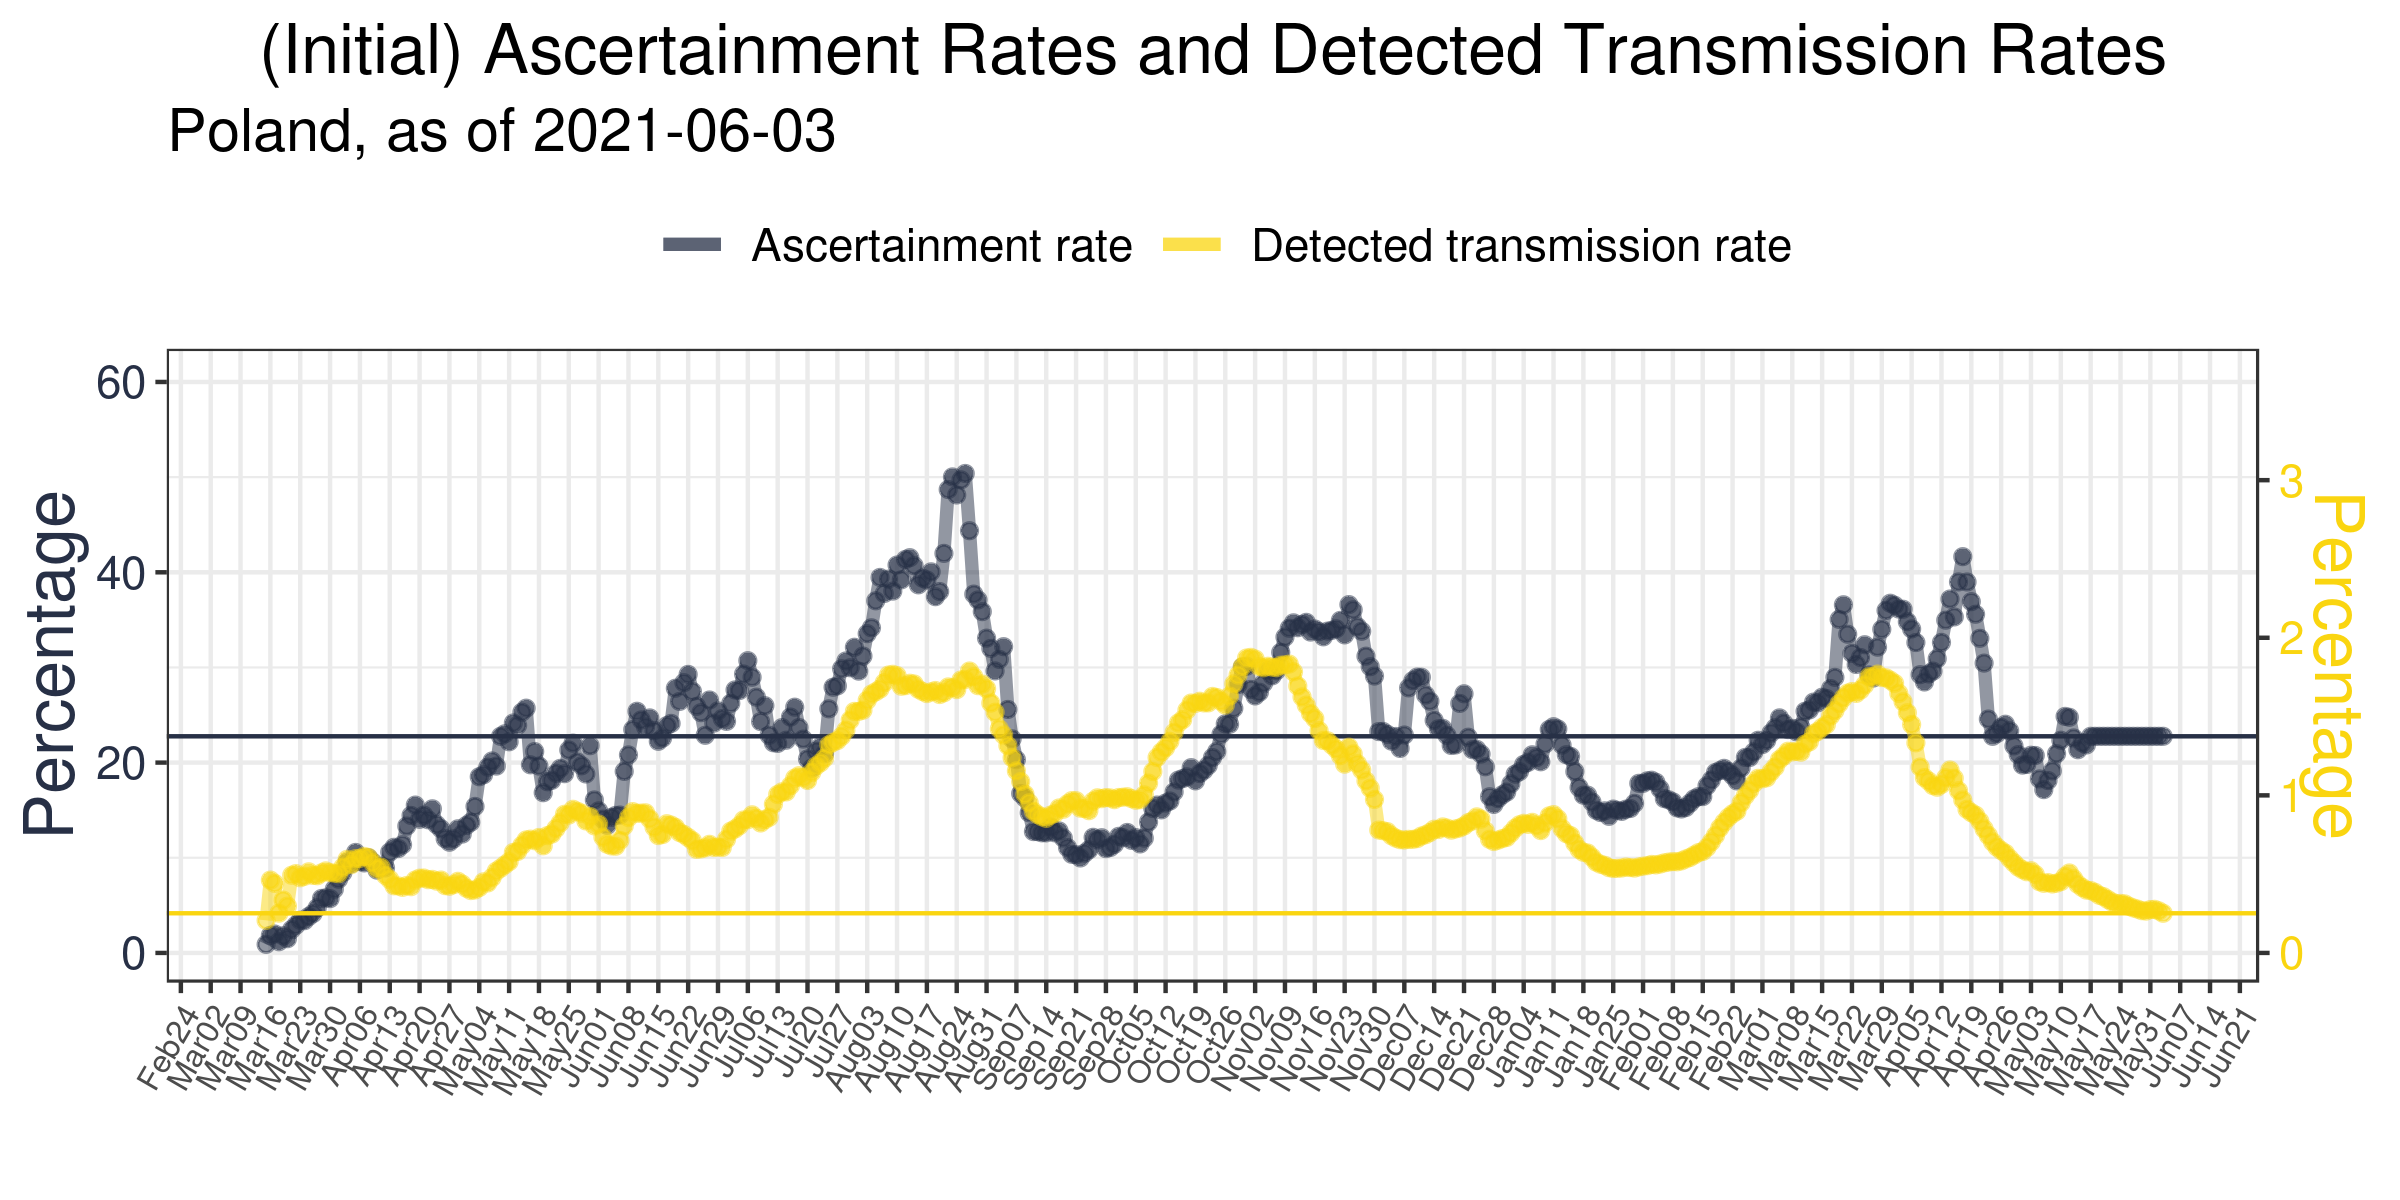 (Initial) Ascertainment Rates and Detected Transmission Rates
Poland, as of 2021-06-03
Ascertainment rate
Detected transmission rate
Percentage
60
40
20
0
3
2
1
0
Percentage
Feb24
Mar02
Mar09
Mar16
Mar23
Mar30
Apr06
Apr13
Apr20
Apr27
May04
May11
May18
May25
Jun01
Jun08
Jun15
Jun22
Jun29
Jul06
Jul13
Jul20
Jul27
Aug03
Aug10
Aug17
Aug24
Aug31
Sep07
Sep14
Sep21
Sep28
Oct05
Oct12
Oct19
Oct26
Nov02
Nov09
Nov16
Nov23
Nov30
Dec07
Dec14
Dec21
Dec28
Jan04
Jan11
Jan18
Jan25
Feb01
Feb08
Feb15
Feb22
Mar01
Mar08
Mar15
Mar22
Mar29
Apr05
Apr12
Apr19
Apr26
May03
May10
May17
May24
May31
Jun07
Jun14
Jun21